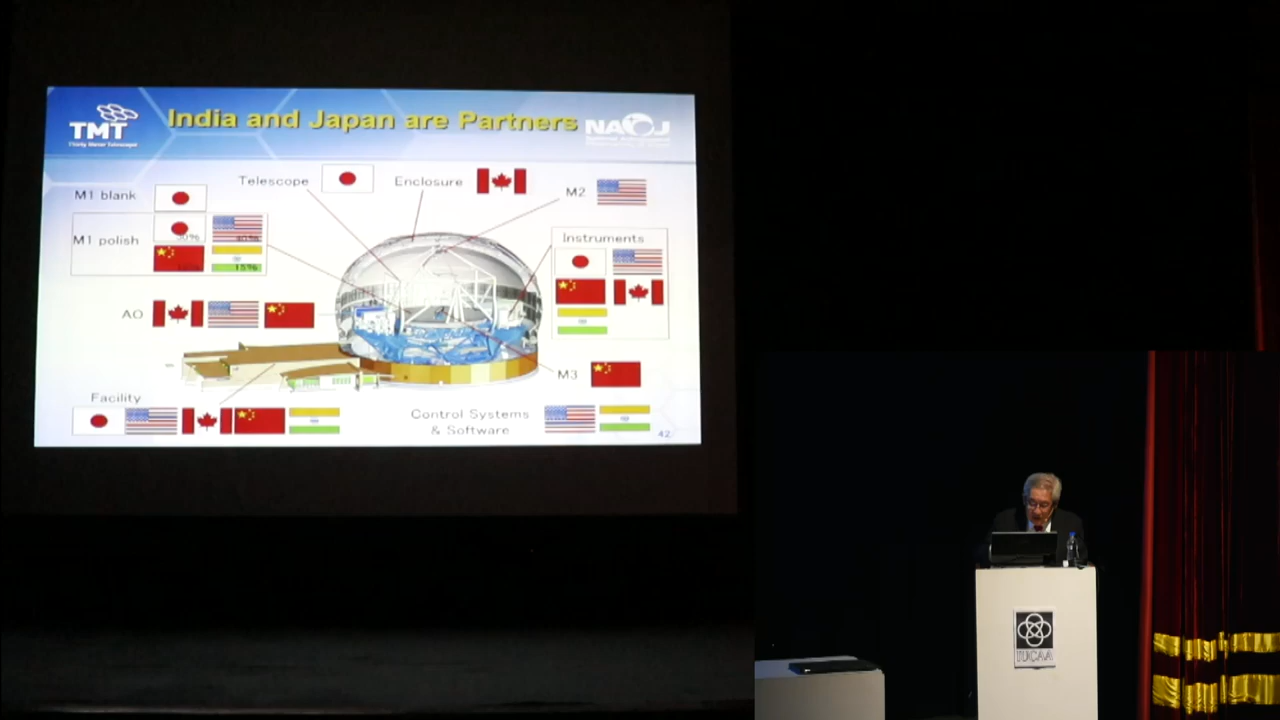 India and Japan are Partners
TMT
Thirty Meter Telescope
NAOJ
Telescope
Enclosure
M2
M1 blank
M1 polish
15%
Instruments
AO
M3
Facility
Control Systems
& Software
42
IUCAA